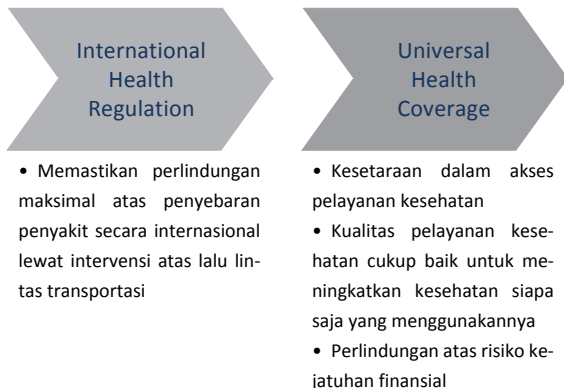 International
Health
Regulation
• Memastikan perlindungan
maksimal atas penyebaran
penyakit secara internasional
lewat intervensi atas lalu lin-
tas transportasi
Universal
Health
Coverage
• Kesetaraan dalam akses
pelayanan kesehatan
• Kualitas pelayanan kese-
hatan cukup baik untuk me-
ningkatkan kesehatan siapa
saja yang menggunakannya
• Perlindungan atas risiko ke-
jatuhan finansial